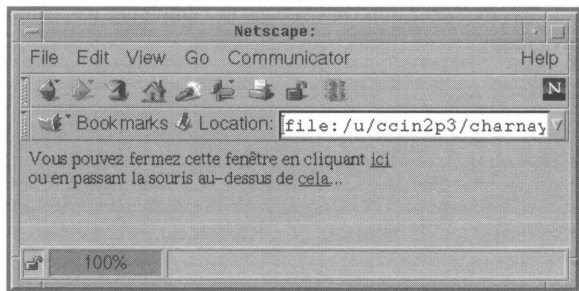 Netscape:
File Edit View Go Communicator Help
N
Bookmarks Location: file:/u/ccin2p3/charnay
Vous pouvez fermez cette fenêtre en cliquant ici
ou en passant la souris au-dessus de cela...
100%